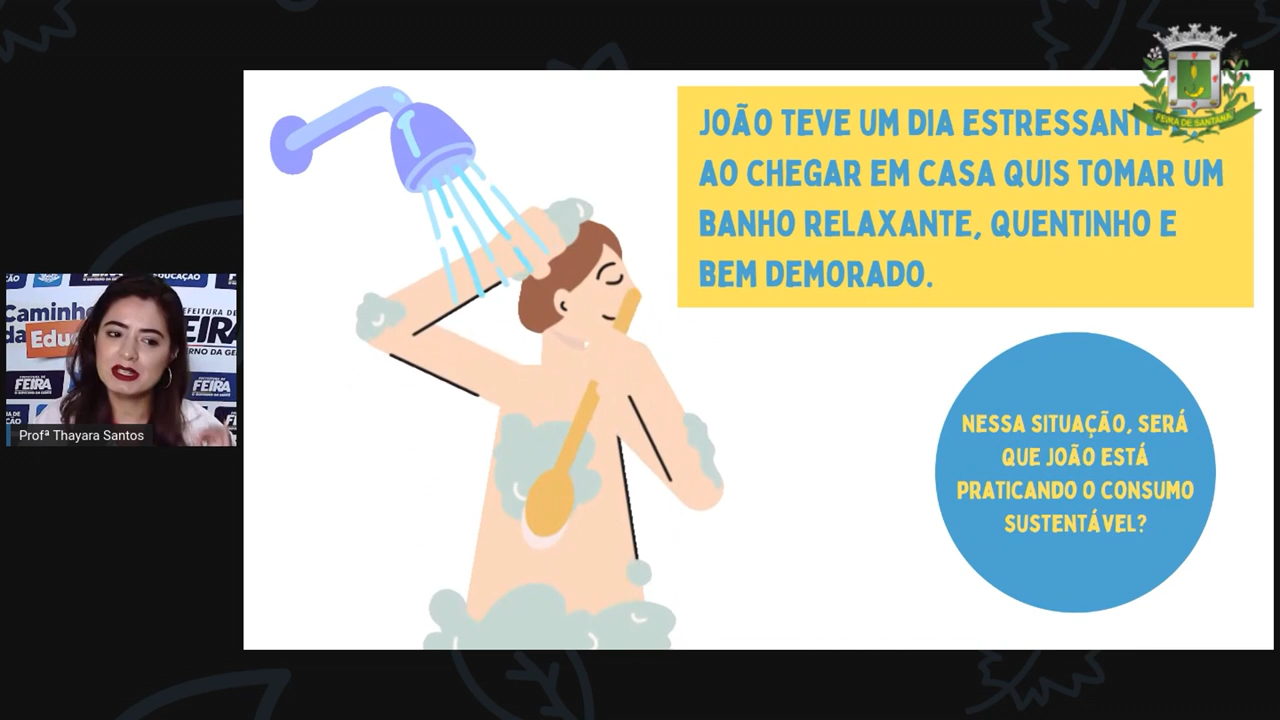 FEIRA DE SANTANA
JOÃO TEVE UM DIA ESTRESSANTE
AO CHEGAR EM CASA QUIS TOMAR UM
BANHO RELAXANTE, QUENTINHO E
BEM DEMORADO.
NESSA SITUAÇÃO, SERÁ
QUE JOÃO ESTÁ
PRATICANDO O CONSUMO
SUSTENTÁVEL?
Caminho
da Edu
FEIRA
FEIRA
Profª Thayara Santos